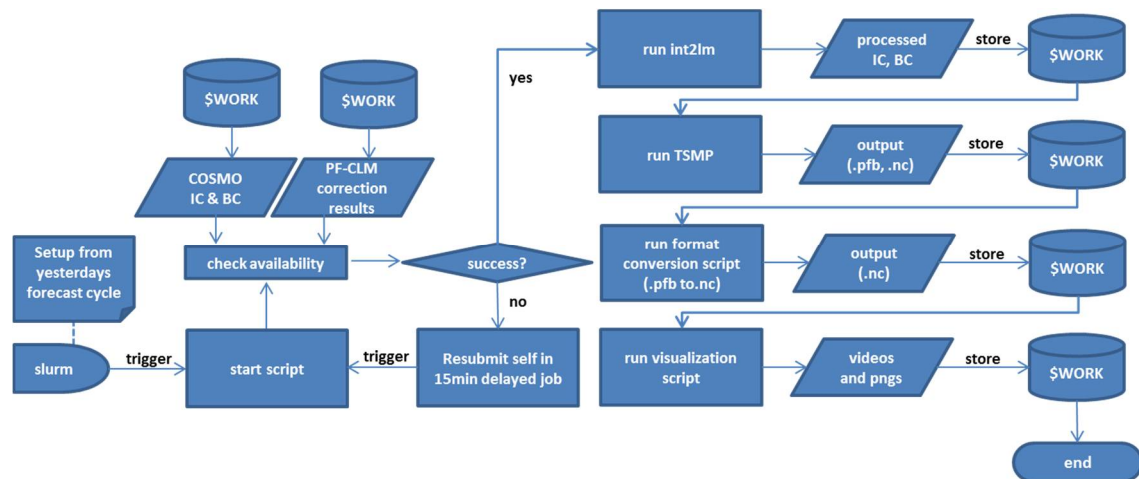 $WORK
$WORK
COSMO
IC & BC
PF-CLM
correction
results
Setup from
yesterdays
forecast cycle
check availability
success?
yes
no
slurm
trigger
start script
trigger
Resubmit self in
15min delayed job
run int2lm
processed
IC, BC
store
$WORK
run TSMP
output
(.pfb, .nc)
store
$WORK
run format
conversion script
(.pfb to.nc)
output
(.nc)
store
$WORK
run visualization
script
videos
and pngs
store
$WORK
end